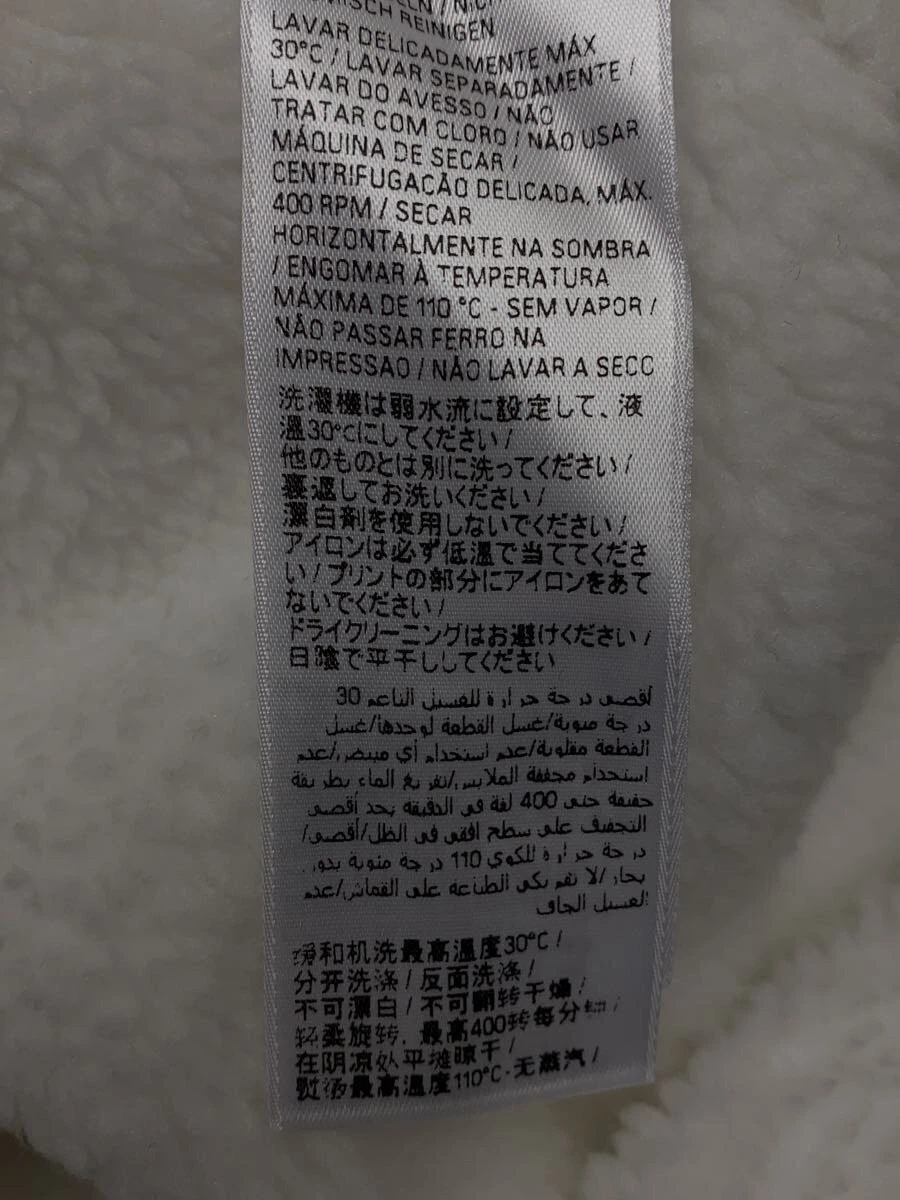 MISCH REINIGEN
LAVAR DELICADAMENTE MÁX
30°C / LAVAR SEPARADAMENTE /
LAVAR DO AVESSO / NÃO
TRATAR COM CLORO / NÃO USAR
MÁQUINA DE SECAR /
CENTRIFUGAÇÃO DELICADA, MÁX.
400 RPM / SECAR
HORIZONTALMENTE NA SOMBRA
/ ENGOMAR À TEMPERATURA
MÁXIMA DE 110 °C - SEM VAPOR /
NÃO PASSAR FERRO NA
IMPRESSAO / NÃO LAVAR A SECO
洗濯機は弱水流に設定して、液
温30℃にしてください/
他のものとは別に洗ってください/
裏返してお洗いください/
漂白剤を使用しないでください/
アイロンは必ず低温で当ててくださ
い/プリントの部分にアイロンをあて
ないでください/
ドライクリーニングはお避けください/
日陰で平干ししてください
أقصى درجة حرارة للغسيل الناعم 30
درجة مئوية/غسل القطعة لوحدها/غسل
القطعة مقلوبة/عدم استخدام أي مبيض/عدم
استخدام مجففة الملابس/تفريغ الماء بطريقة
خفيفة حتى 400 لفة في الدقيقة بحد أقصى
التجفيف على سطح افقي في الظل/أقصى/
درجة حرارة للكوي 110 درجة مئوية بدون
بخار/لا تقم بكي الطباعة على القماش/عدم
الغسيل الجاف
缓和机洗最高温度30°C /
分开洗涤 / 反面洗涤 /
不可漂白 / 不可翻转干燥 /
轻柔旋转, 最高400转每分钟 /
在阴凉处平摊晾干 /
熨烫最高温度110°C-无蒸汽 /